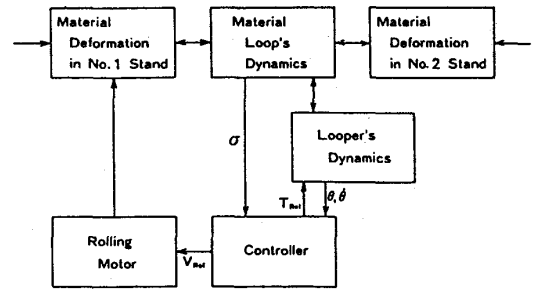 Material
Deformation
in No.1 Stand
Material
Loop's
Dynamics
Material
Deformation
in No.2 Stand
Looper's
Dynamics
σ
T_Ref
θ, θ̇
Rolling
Motor
V_Ref
Controller